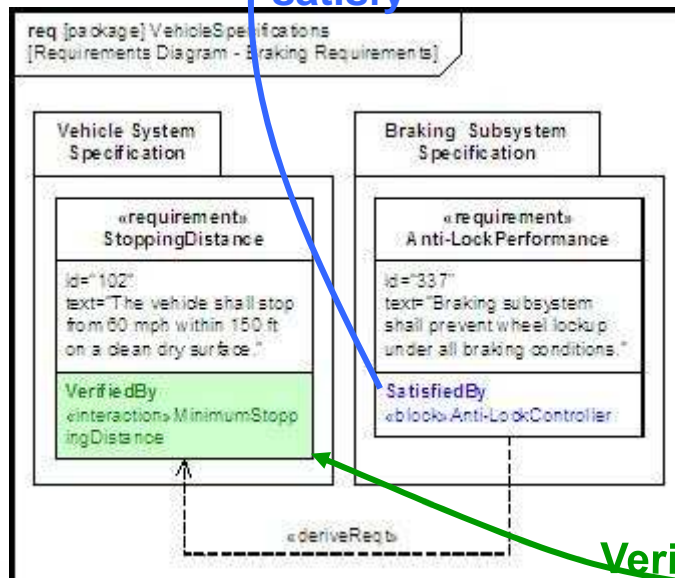 satisfy
req [package] VehicleSpecifications
[Requirements Diagram - Braking Requirements]
Vehicle System
Specification
Braking Subsystem
Specification
«requirement»
StoppingDistance
id="102"
text="The vehicle shall stop
from 60 mph within 150 ft
on a clean dry surface."
VerifiedBy
«interaction» MinimumStopp
ingDistance
«requirement»
Anti-LockPerformance
id="337"
text="Braking subsystem
shall prevent wheel lockup
under all braking conditions."
SatisfiedBy
«block» Anti-LockController
«deriveReqt»
Veri